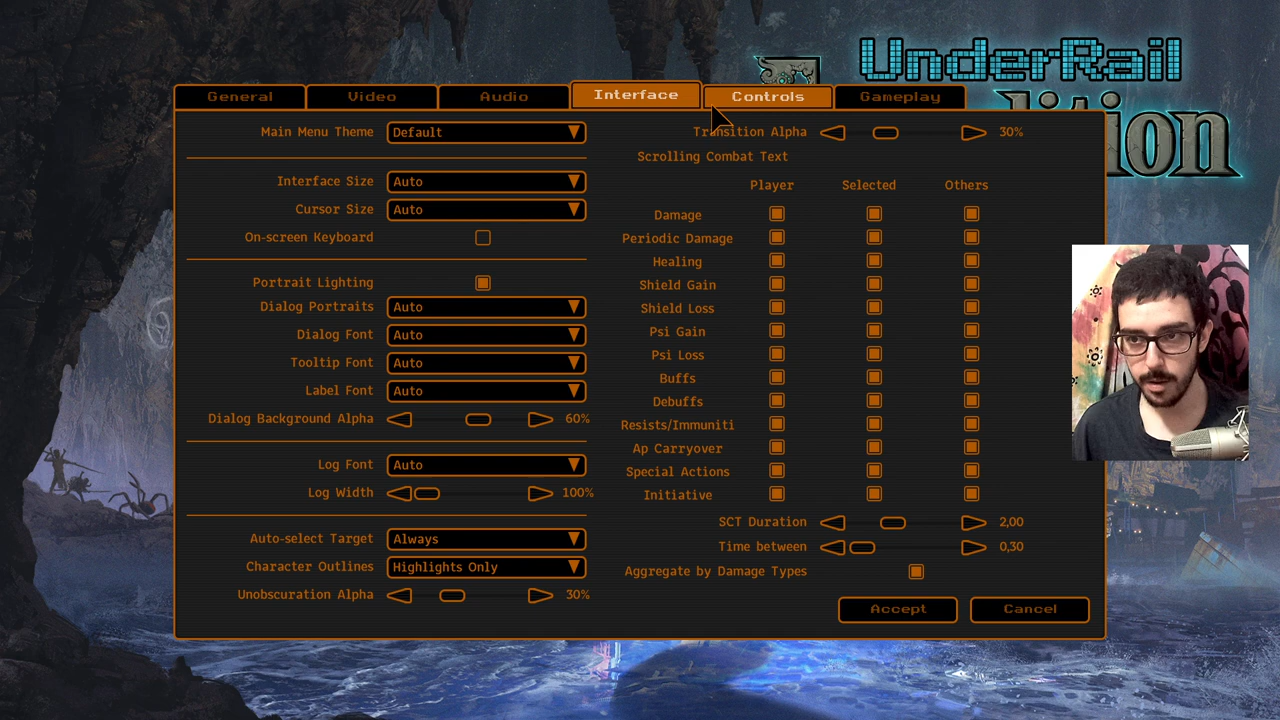 UnderRail
dition
General Video Audio Interface Controls Gameplay
Main Menu Theme Default
Interface Size Auto
Cursor Size Auto
On-screen Keyboard
Portrait Lighting
Dialog Portraits Auto
Dialog Font Auto
Tooltip Font Auto
Label Font Auto
Dialog Background Alpha 60%
Log Font Auto
Log Width 100%
Auto-select Target Always
Character Outlines Highlights Only
Unobscuration Alpha 30%
Transition Alpha 30%
Scrolling Combat Text
Player Selected Others
Damage
Periodic Damage
Healing
Shield Gain
Shield Loss
Psi Gain
Psi Loss
Buffs
Debuffs
Resists/Immuniti
Ap Carryover
Special Actions
Initiative
SCT Duration 2,00
Time between 0,30
Aggregate by Damage Types
Accept Cancel